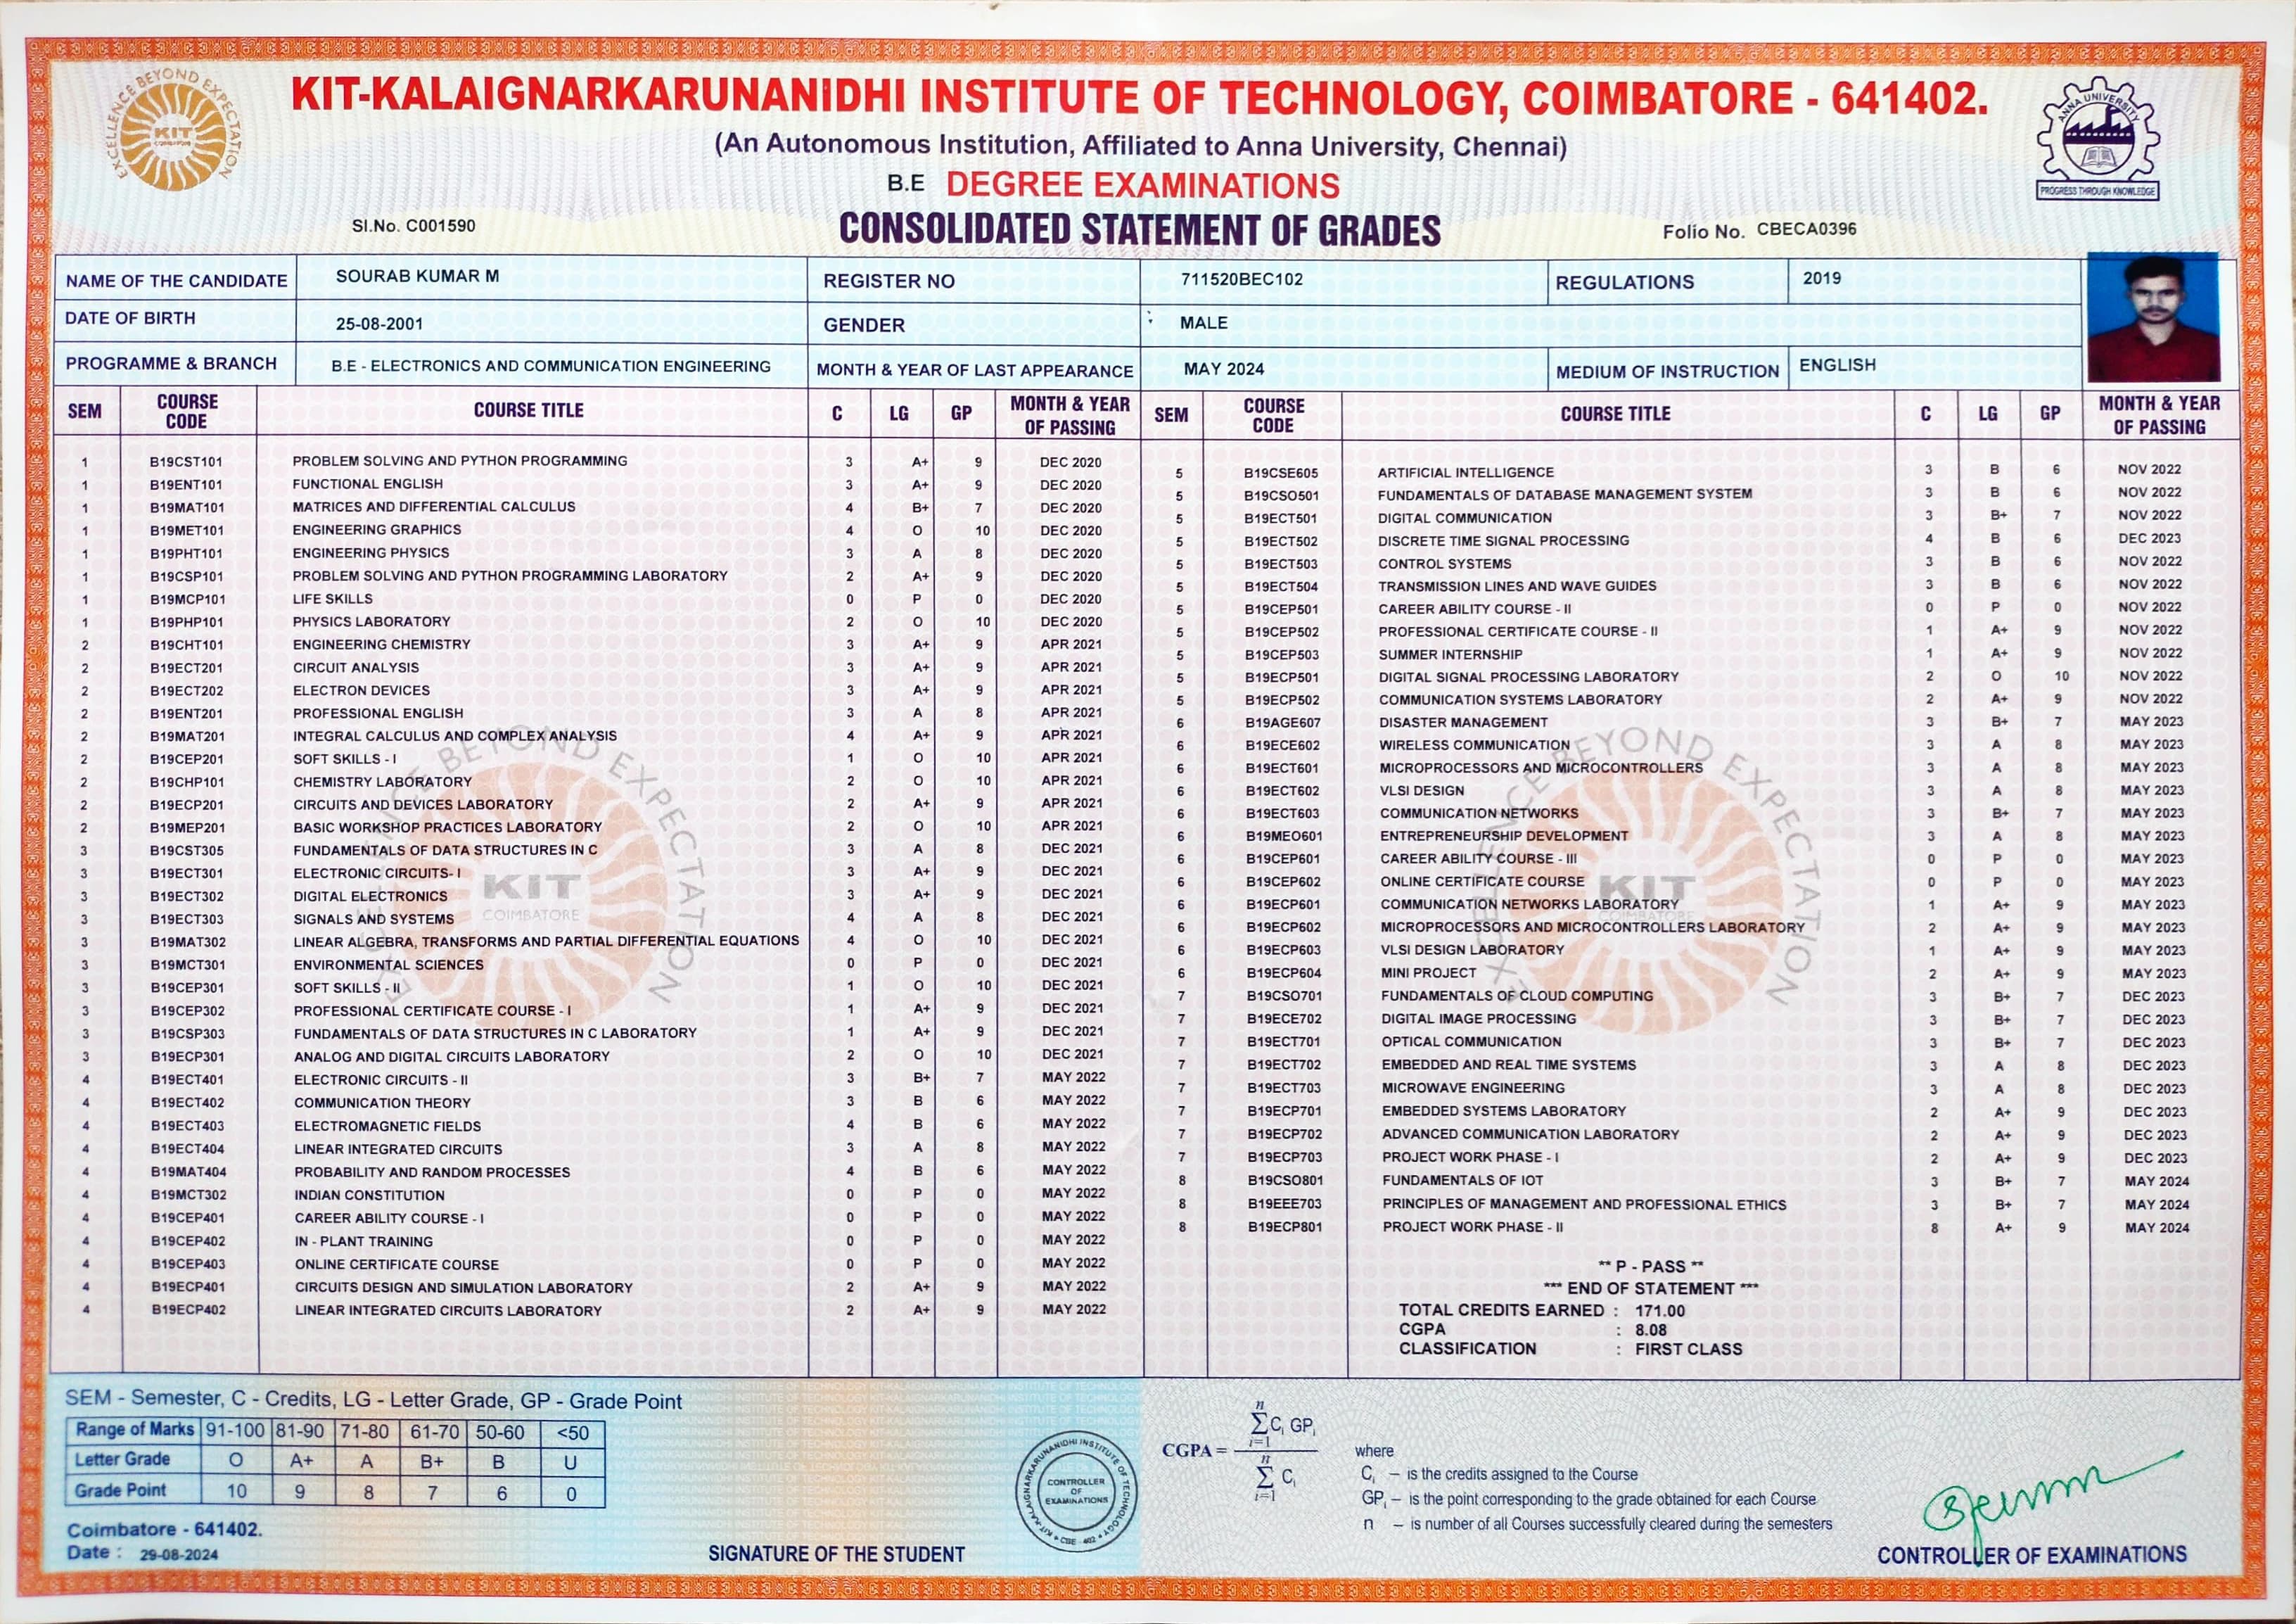 EXCELLENCE BEYOND EXPECTATION
KIT
COIMBATORE
KIT-KALAIGNARKARUNANIDHI INSTITUTE OF TECHNOLOGY, COIMBATORE - 641402.
(An Autonomous Institution, Affiliated to Anna University, Chennai)
B.E DEGREE EXAMINATIONS
CONSOLIDATED STATEMENT OF GRADES
ANNA UNIVERSITY
PROGRESS THROUGH KNOWLEDGE
Sl.No. C001590
Folio No. CBECA0396
NAME OF THE CANDIDATE SOURAB KUMAR M REGISTER NO 711520BEC102 REGULATIONS 2019
DATE OF BIRTH 25-08-2001 GENDER MALE
PROGRAMME & BRANCH B.E - ELECTRONICS AND COMMUNICATION ENGINEERING MONTH & YEAR OF LAST APPEARANCE MAY 2024 MEDIUM OF INSTRUCTION ENGLISH
SEM COURSE CODE COURSE TITLE C LG GP MONTH & YEAR OF PASSING
1 B19CST101 PROBLEM SOLVING AND PYTHON PROGRAMMING 3 A+ 9 DEC 2020
1 B19ENT101 FUNCTIONAL ENGLISH 3 A+ 9 DEC 2020
1 B19MAT101 MATRICES AND DIFFERENTIAL CALCULUS 4 B+ 7 DEC 2020
1 B19MET101 ENGINEERING GRAPHICS 4 O 10 DEC 2020
1 B19PHT101 ENGINEERING PHYSICS 3 A 8 DEC 2020
1 B19CSP101 PROBLEM SOLVING AND PYTHON PROGRAMMING LABORATORY 2 A+ 9 DEC 2020
1 B19MCP101 LIFE SKILLS 0 P 0 DEC 2020
1 B19PHP101 PHYSICS LABORATORY 2 O 10 DEC 2020
2 B19CHT101 ENGINEERING CHEMISTRY 3 A+ 9 APR 2021
2 B19ECT201 CIRCUIT ANALYSIS 3 A+ 9 APR 2021
2 B19ECT202 ELECTRON DEVICES 3 A+ 9 APR 2021
2 B19ENT201 PROFESSIONAL ENGLISH 3 A 8 APR 2021
2 B19MAT201 INTEGRAL CALCULUS AND COMPLEX ANALYSIS 4 A+ 9 APR 2021
2 B19CEP201 SOFT SKILLS - I 1 O 10 APR 2021
2 B19CHP101 CHEMISTRY LABORATORY 2 O 10 APR 2021
2 B19ECP201 CIRCUITS AND DEVICES LABORATORY 2 A+ 9 APR 2021
2 B19MEP201 BASIC WORKSHOP PRACTICES LABORATORY 2 O 10 APR 2021
3 B19CST305 FUNDAMENTALS OF DATA STRUCTURES IN C 3 A 8 DEC 2021
3 B19ECT301 ELECTRONIC CIRCUITS- I 3 A+ 9 DEC 2021
3 B19ECT302 DIGITAL ELECTRONICS 3 A+ 9 DEC 2021
3 B19ECT303 SIGNALS AND SYSTEMS 4 A 8 DEC 2021
3 B19MAT302 LINEAR ALGEBRA, TRANSFORMS AND PARTIAL DIFFERENTIAL EQUATIONS 4 O 10 DEC 2021
3 B19MCT301 ENVIRONMENTAL SCIENCES 0 P 0 DEC 2021
3 B19CEP301 SOFT SKILLS - II 1 O 10 DEC 2021
3 B19CEP302 PROFESSIONAL CERTIFICATE COURSE - I 1 A+ 9 DEC 2021
3 B19CSP303 FUNDAMENTALS OF DATA STRUCTURES IN C LABORATORY 1 A+ 9 DEC 2021
3 B19ECP301 ANALOG AND DIGITAL CIRCUITS LABORATORY 2 O 10 DEC 2021
4 B19ECT401 ELECTRONIC CIRCUITS - II 3 B+ 7 MAY 2022
4 B19ECT402 COMMUNICATION THEORY 3 B 6 MAY 2022
4 B19ECT403 ELECTROMAGNETIC FIELDS 4 B 6 MAY 2022
4 B19ECT404 LINEAR INTEGRATED CIRCUITS 3 A 8 MAY 2022
4 B19MAT404 PROBABILITY AND RANDOM PROCESSES 4 B 6 MAY 2022
4 B19MCT302 INDIAN CONSTITUTION 0 P 0 MAY 2022
4 B19CEP401 CAREER ABILITY COURSE - I 0 P 0 MAY 2022
4 B19CEP402 IN - PLANT TRAINING 0 P 0 MAY 2022
4 B19CEP403 ONLINE CERTIFICATE COURSE 0 P 0 MAY 2022
4 B19ECP401 CIRCUITS DESIGN AND SIMULATION LABORATORY 2 A+ 9 MAY 2022
4 B19ECP402 LINEAR INTEGRATED CIRCUITS LABORATORY 2 A+ 9 MAY 2022
SEM COURSE CODE COURSE TITLE C LG GP MONTH & YEAR OF PASSING
5 B19CSE605 ARTIFICIAL INTELLIGENCE 3 B 6 NOV 2022
5 B19CSO501 FUNDAMENTALS OF DATABASE MANAGEMENT SYSTEM 3 B 6 NOV 2022
5 B19ECT501 DIGITAL COMMUNICATION 3 B+ 7 NOV 2022
5 B19ECT502 DISCRETE TIME SIGNAL PROCESSING 4 B 6 DEC 2023
5 B19ECT503 CONTROL SYSTEMS 3 B 6 NOV 2022
5 B19ECT504 TRANSMISSION LINES AND WAVE GUIDES 3 B 6 NOV 2022
5 B19CEP501 CAREER ABILITY COURSE - II 0 P 0 NOV 2022
5 B19CEP502 PROFESSIONAL CERTIFICATE COURSE - II 1 A+ 9 NOV 2022
5 B19CEP503 SUMMER INTERNSHIP 1 A+ 9 NOV 2022
5 B19ECP501 DIGITAL SIGNAL PROCESSING LABORATORY 2 O 10 NOV 2022
5 B19ECP502 COMMUNICATION SYSTEMS LABORATORY 2 A+ 9 NOV 2022
6 B19AGE607 DISASTER MANAGEMENT 3 B+ 7 MAY 2023
6 B19ECE602 WIRELESS COMMUNICATION 3 A 8 MAY 2023
6 B19ECT601 MICROPROCESSORS AND MICROCONTROLLERS 3 A 8 MAY 2023
6 B19ECT602 VLSI DESIGN 3 A 8 MAY 2023
6 B19ECT603 COMMUNICATION NETWORKS 3 B+ 7 MAY 2023
6 B19MEO601 ENTREPRENEURSHIP DEVELOPMENT 3 A 8 MAY 2023
6 B19CEP601 CAREER ABILITY COURSE - III 0 P 0 MAY 2023
6 B19CEP602 ONLINE CERTIFICATE COURSE 0 P 0 MAY 2023
6 B19ECP601 COMMUNICATION NETWORKS LABORATORY 1 A+ 9 MAY 2023
6 B19ECP602 MICROPROCESSORS AND MICROCONTROLLERS LABORATORY 2 A+ 9 MAY 2023
6 B19ECP603 VLSI DESIGN LABORATORY 1 A+ 9 MAY 2023
6 B19ECP604 MINI PROJECT 2 A+ 9 MAY 2023
7 B19CSO701 FUNDAMENTALS OF CLOUD COMPUTING 3 B+ 7 DEC 2023
7 B19ECE702 DIGITAL IMAGE PROCESSING 3 B+ 7 DEC 2023
7 B19ECT701 OPTICAL COMMUNICATION 3 B+ 7 DEC 2023
7 B19ECT702 EMBEDDED AND REAL TIME SYSTEMS 3 A 8 DEC 2023
7 B19ECT703 MICROWAVE ENGINEERING 3 A 8 DEC 2023
7 B19ECP701 EMBEDDED SYSTEMS LABORATORY 2 A+ 9 DEC 2023
7 B19ECP702 ADVANCED COMMUNICATION LABORATORY 2 A+ 9 DEC 2023
7 B19ECP703 PROJECT WORK PHASE - I 2 A+ 9 DEC 2023
8 B19CSO801 FUNDAMENTALS OF IOT 3 B+ 7 MAY 2024
8 B19EEE703 PRINCIPLES OF MANAGEMENT AND PROFESSIONAL ETHICS 3 B+ 7 MAY 2024
8 B19ECP801 PROJECT WORK PHASE - II 8 A+ 9 MAY 2024
** P - PASS **
*** END OF STATEMENT ***
TOTAL CREDITS EARNED : 171.00
CGPA : 8.08
CLASSIFICATION : FIRST CLASS
SEM - Semester, C - Credits, LG - Letter Grade, GP - Grade Point
Range of Marks 91-100 81-90 71-80 61-70 50-60 <50
Letter Grade O A+ A B+ B U
Grade Point 10 9 8 7 6 0
Coimbatore - 641402.
Date : 29-08-2024
SIGNATURE OF THE STUDENT
KIT-KALAIGNARKARUNANIDHI INSTITUTE OF TECHNOLOGY
CONTROLLER
OF
EXAMINATIONS
CBE - 402
CGPA = n ∑ i=1 Ci GPi / n ∑ i=1 Ci
where
Ci – is the credits assigned to the Course
GPi – is the point corresponding to the grade obtained for each Course
n – is number of all Courses successfully cleared during the semesters
CONTROLLER OF EXAMINATIONS